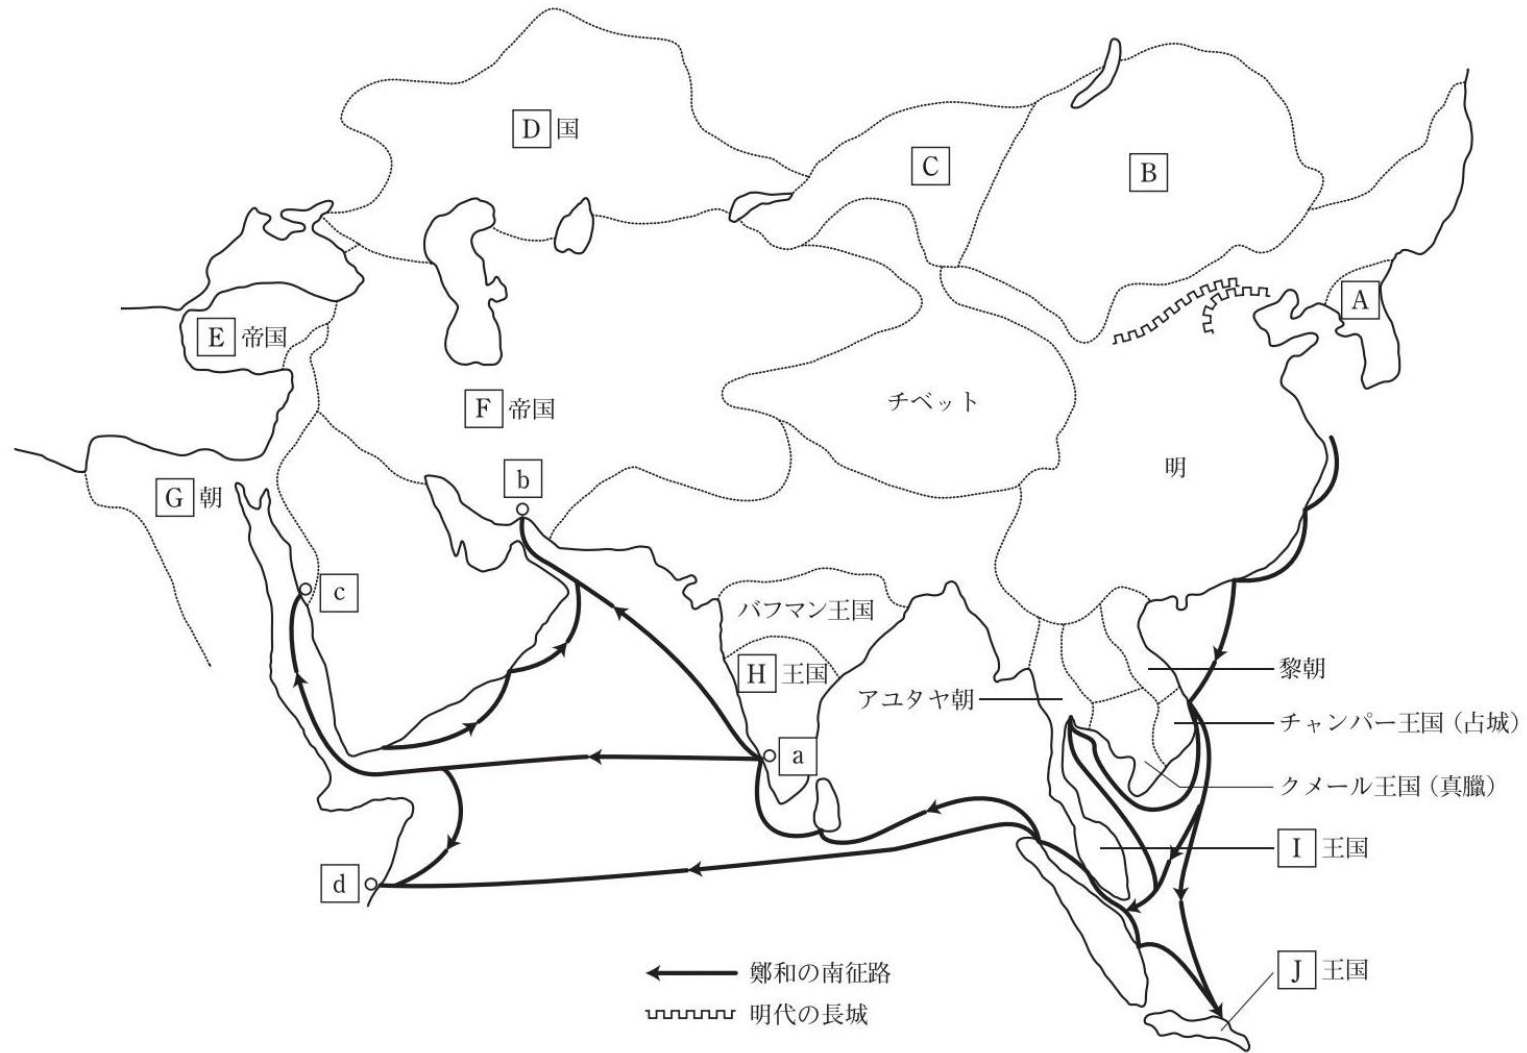 D 国
C
B
A
E 帝国
F 帝国
チベット
明
b
G 朝
c
バフマン王国
H 王国
アユタヤ朝
黎朝
チャンパー王国(占城)
a
クメール王国(真臘)
I 王国
d
J 王国
鄭和の南征路
明代の長城